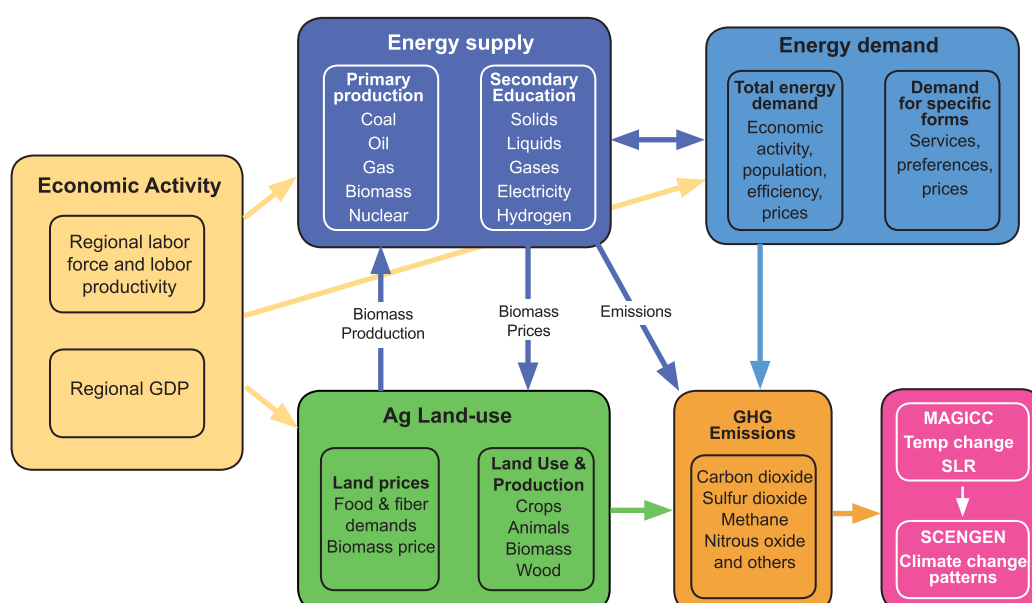 Economic Activity
Regional labor
force and lobor
productivity
Regional GDP
Energy supply
Primary
production
Coal
Oil
Gas
Biomass
Nuclear
Secondary
Education
Solids
Liquids
Gases
Electricity
Hydrogen
Energy demand
Total energy
demand
Economic
activity,
population,
efficiency,
prices
Demand
for specific
forms
Services,
preferences,
prices
Biomass
Prodduction
Biomass
Prices
Emissions
Ag Land-use
Land prices
Food & fiber
demands
Biomass price
Land Use &
Production
Crops
Animals
Biomass
Wood
GHG
Emissions
Carbon dioxide
Sulfur dioxide
Methane
Nitrous oxide
and others
MAGICC
Temp change
SLR
SCENGEN
Climate change
patterns